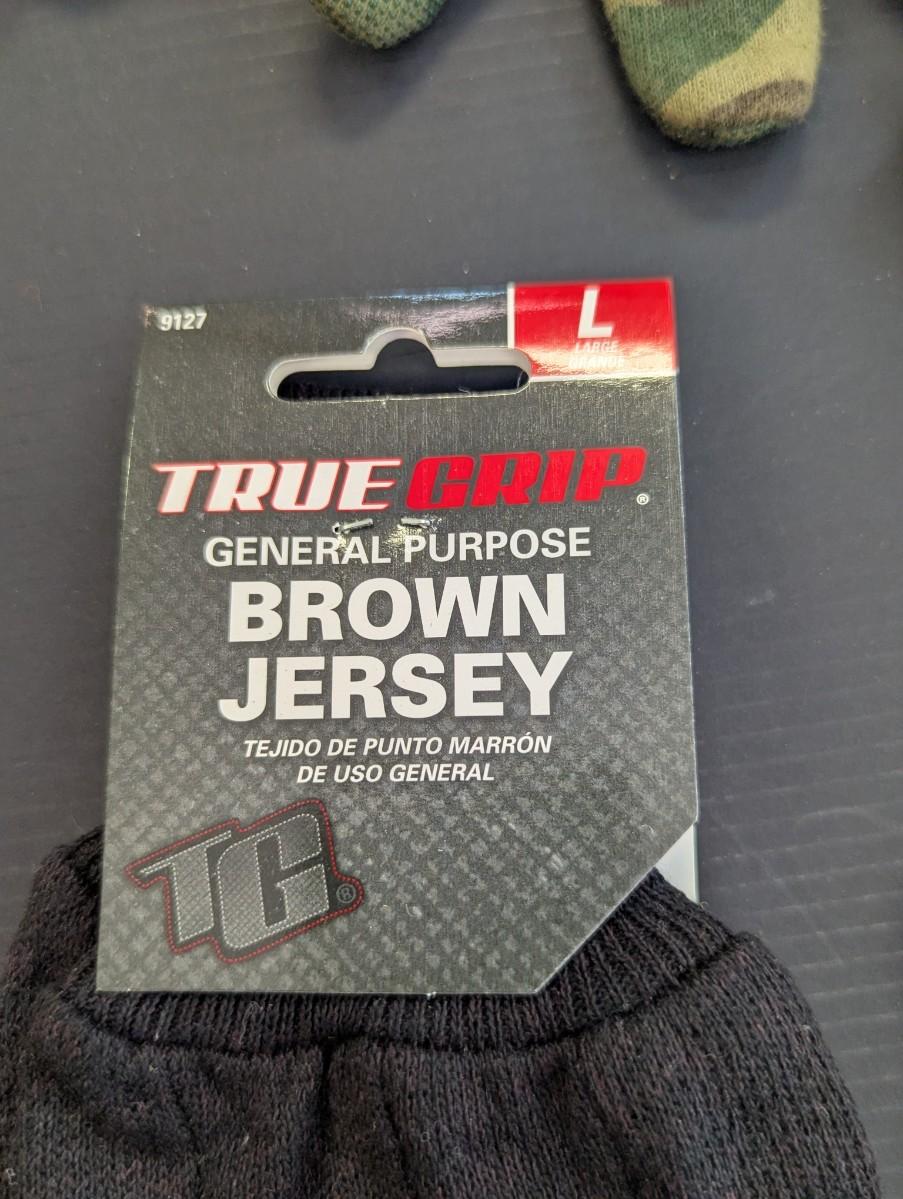 9127
L
LARGE
GRANDE
TRUE GRIP®
GENERAL PURPOSE
BROWN
JERSEY
TEJIDO DE PUNTO MARRÓN
DE USO GENERAL
TG®